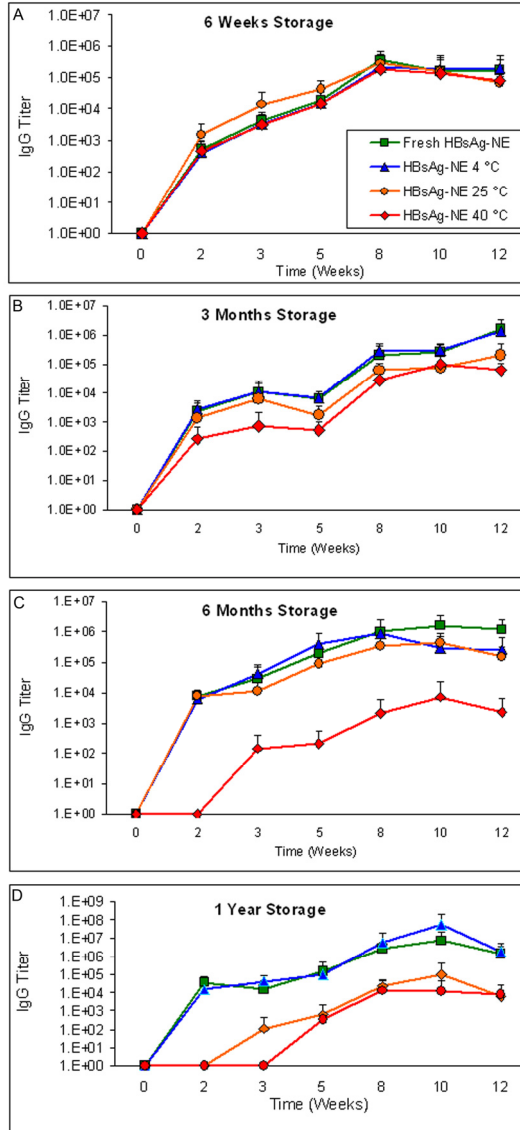 A
6 Weeks Storage
IgG Titer
1.0E+07
1.0E+06
1.0E+05
1.0E+04
1.0E+03
1.0E+02
1.0E+01
1.0E+00
Fresh HBsAg-NE
HBsAg-NE 4 °C
HBsAg-NE 25 °C
HBsAg-NE 40 °C
0 2 3 5 8 10 12
Time (Weeks)
B
3 Months Storage
IgG Titer
1.0E+07
1.0E+06
1.0E+05
1.0E+04
1.0E+03
1.0E+02
1.0E+01
1.0E+00
0 2 3 5 8 10 12
Time (Weeks)
C
6 Months Storage
IgG Titer
1.E+07
1.E+06
1.E+05
1.E+04
1.E+03
1.E+02
1.E+01
1.E+00
0 2 3 5 8 10 12
Time (Weeks)
D
1 Year Storage
IgG Titer
1.E+09
1.E+08
1.E+07
1.E+06
1.E+05
1.E+04
1.E+03
1.E+02
1.E+01
1.E+00
0 2 3 5 8 10 12
Time (Weeks)